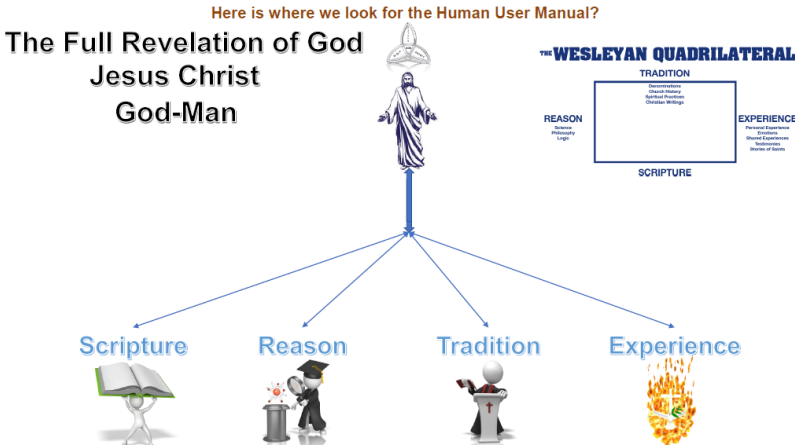 Here is where we look for the Human User Manual?
The Full Revelation of God
Jesus Christ
God-Man
THE WESLEYAN QUADRILATERAL
TRADITION
Denominations
Church History
Spiritual Practices
Christian Writings
REASON
Science
Philosophy
Logic
EXPERIENCE
Personal Experience
Emotions
Shared Experiences
Testimonies
Stories of Saints
SCRIPTURE
Scripture
Reason
Tradition
Experience